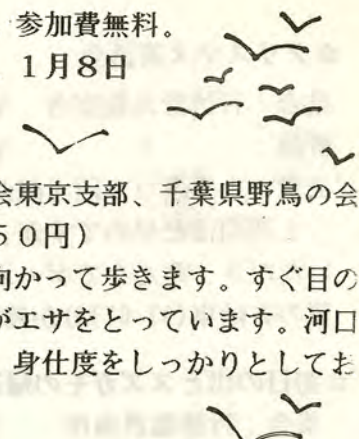 参加費無料。
1月8日
会東京支部、千葉県野鳥の会
50円)
向かって歩きます。すぐ目の
がエサをとっています。河口
身仕度をしっかりとしてお